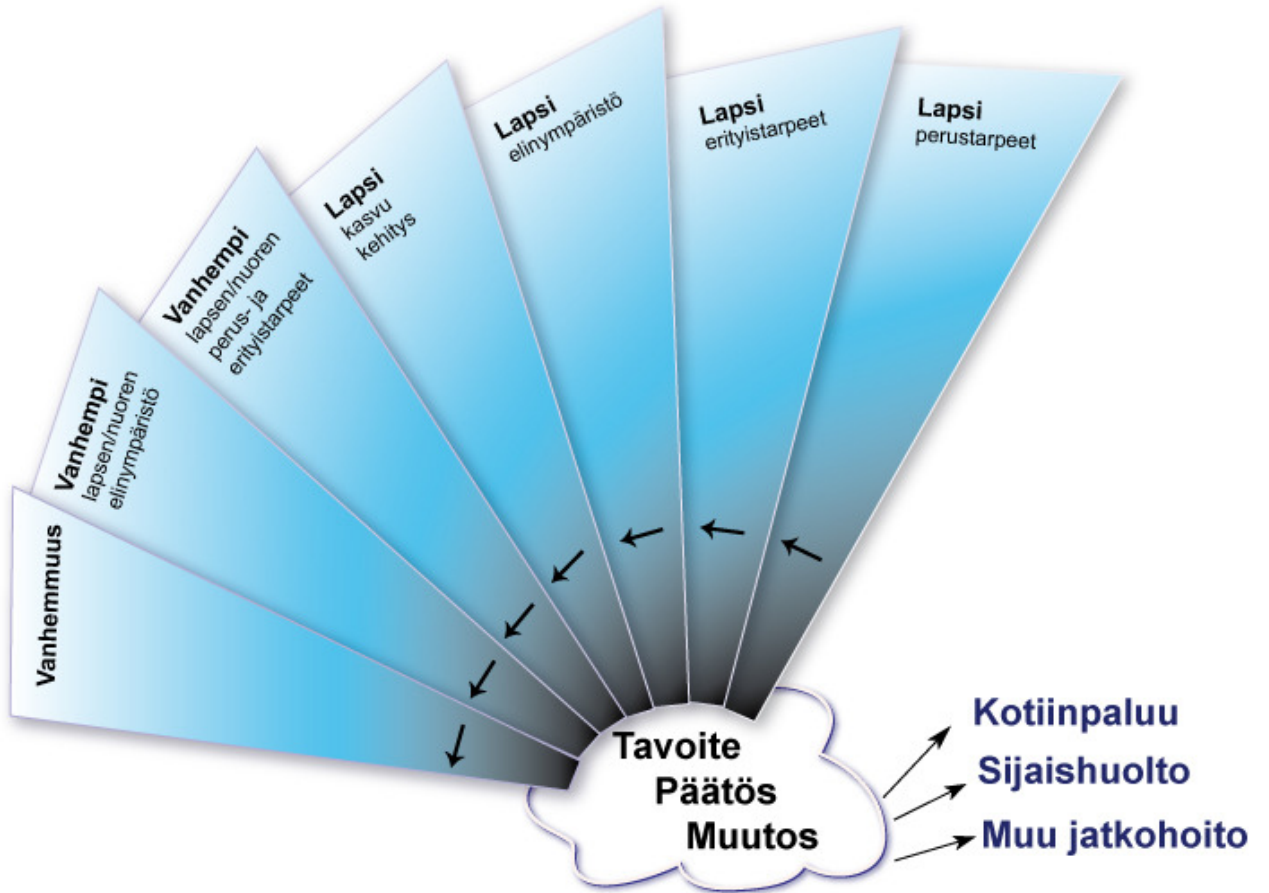 Vanhemmuus
Vanhempi
lapsen/nuoren
elinympäristö
Vanhempi
lapsen/nuoren
perus- ja
erityistarpeet
Lapsi
kasvu
kehitys
Lapsi
elinympäristö
Lapsi
erityistarpeet
Lapsi
perustarpeet
Tavoite
Päätös
Muutos
Kotiinpaluu
Sijaishuolto
Muu jatkohoito